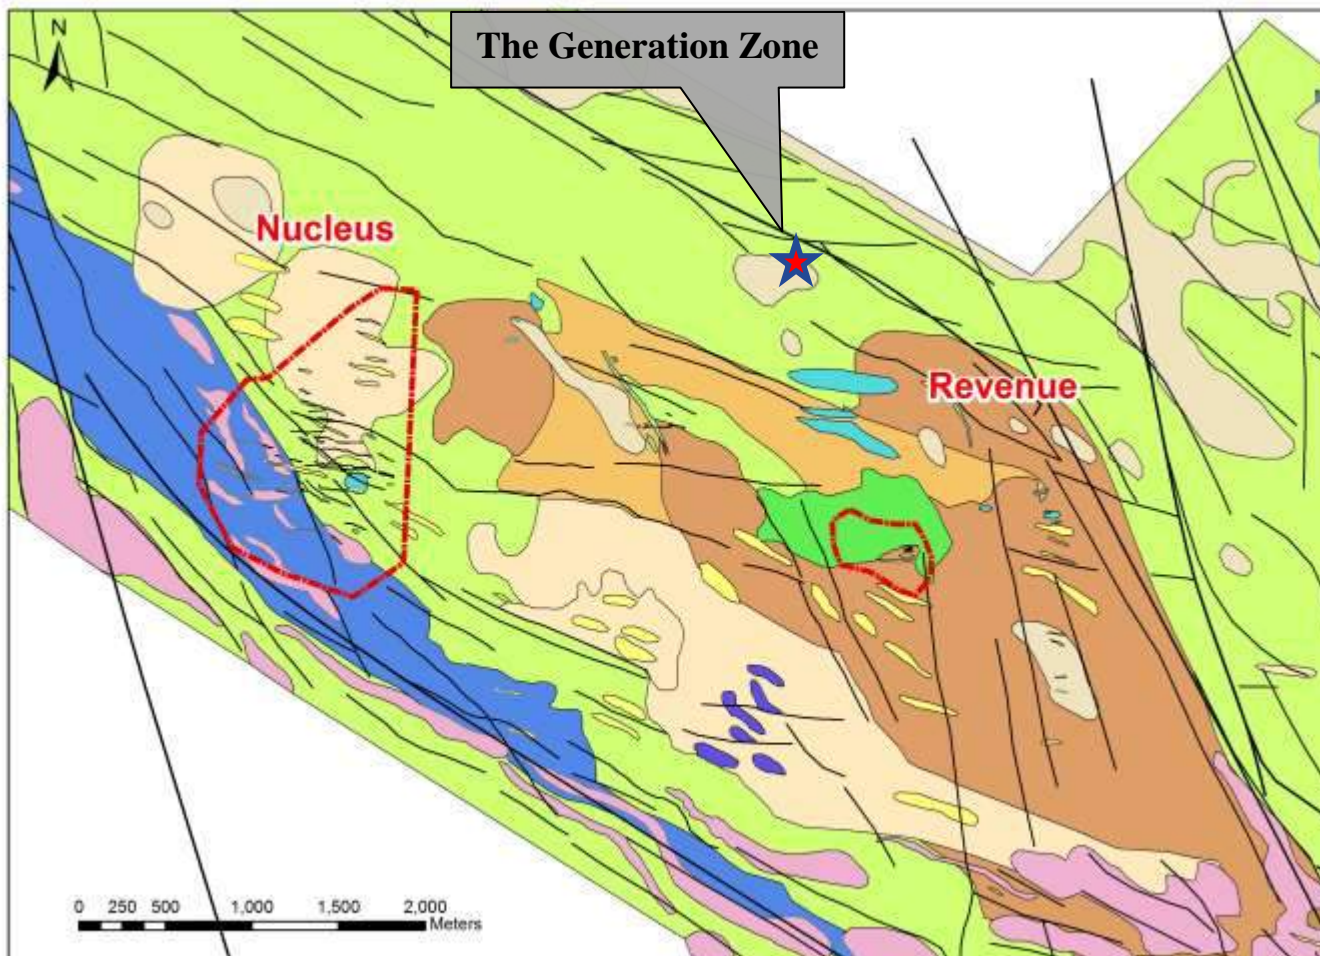 N
The Generation Zone
Nucleus
Revenue
0 250 500 1,000 1,500 2,000
Meters